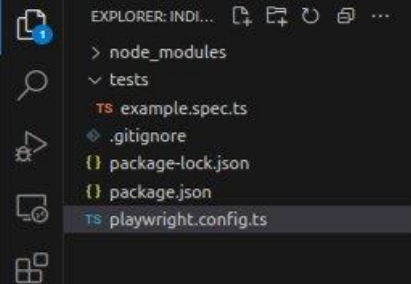 1
EXPLORER: INDI...
node_modules
tests
TS example.spec.ts
.gitignore
{} package-lock.json
{} package.json
TS playwright.config.ts